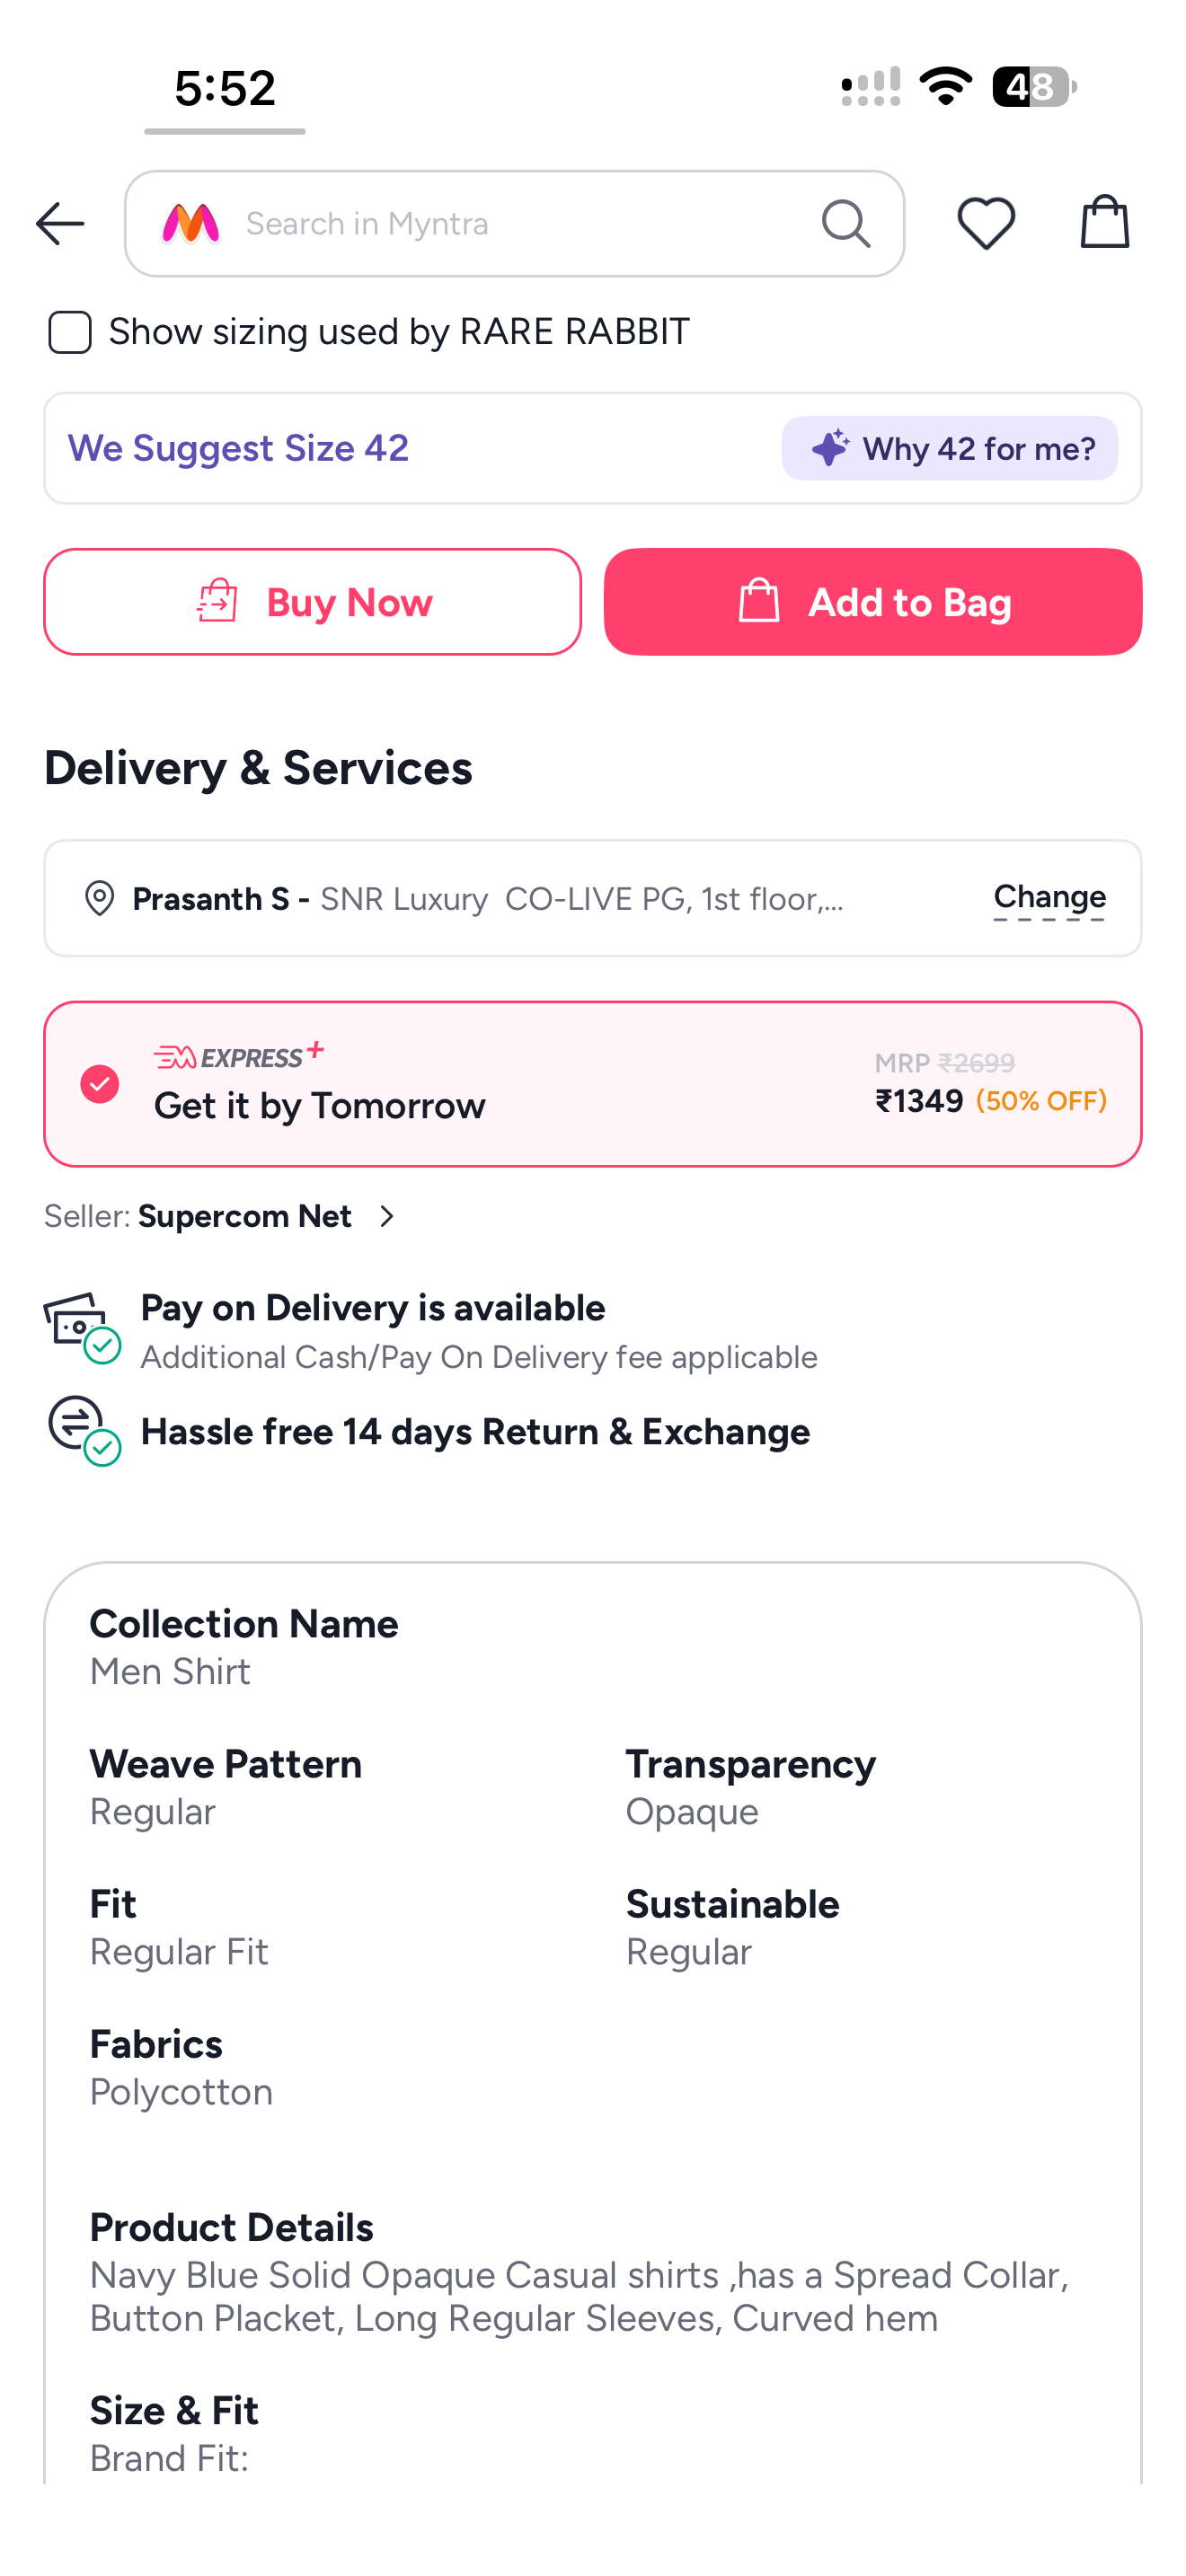 5:52
48
Search in Myntra
Show sizing used by RARE RABBIT
We Suggest Size 42
Why 42 for me?
Buy Now
Add to Bag
Delivery & Services
Prasanth S - SNR Luxury CO-LIVE PG, 1st floor,...
Change
EXPRESS+
Get it by Tomorrow
MRP ₹2699
₹1349 (50% OFF)
Seller: Supercom Net
Pay on Delivery is available
Additional Cash/Pay On Delivery fee applicable
Hassle free 14 days Return & Exchange
Collection Name
Men Shirt
Weave Pattern
Regular
Transparency
Opaque
Fit
Regular Fit
Sustainable
Regular
Fabrics
Polycotton
Product Details
Navy Blue Solid Opaque Casual shirts ,has a Spread Collar,
Button Placket, Long Regular Sleeves, Curved hem
Size & Fit
Brand Fit: